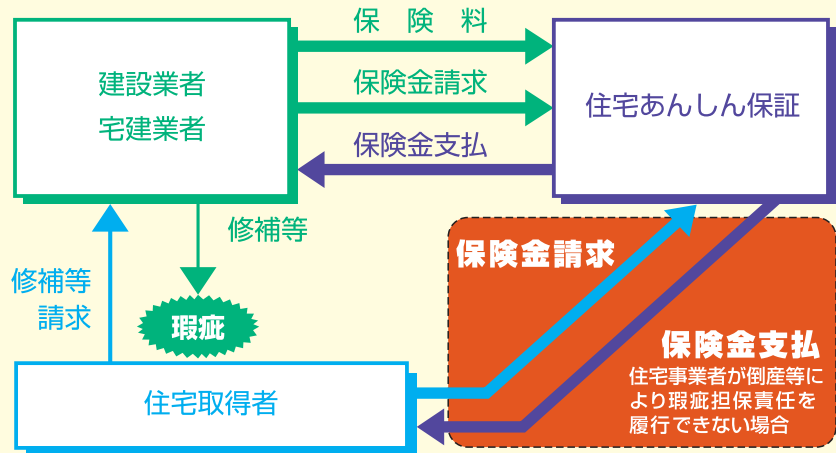 保険料
建設業者
宅建業者
保険金請求
住宅あんしん保証
保険金支払
修補等
修補等
請求
瑕疵
保険金請求
保険金支払
住宅事業者が倒産等に
より瑕疵担保責任を
履行できない場合
住宅取得者